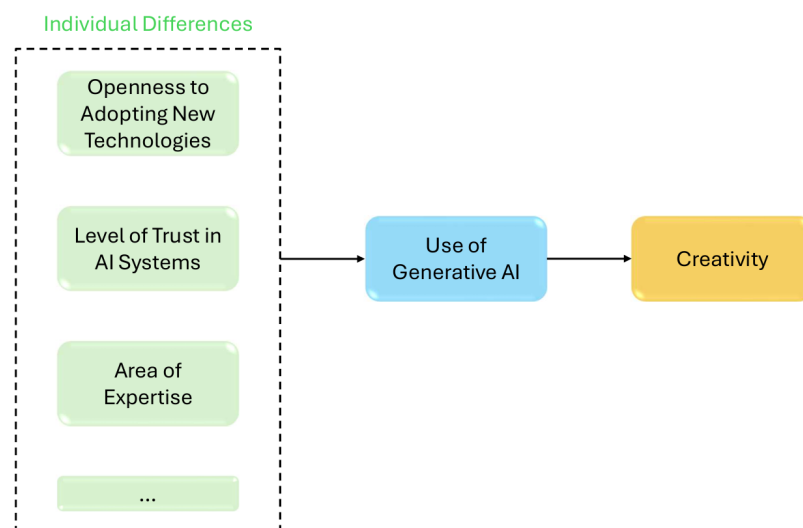 Individual Differences
Openness to
Adopting New
Technologies
Level of Trust in
AI Systems
Area of
Expertise
...
Use of
Generative AI
Creativity